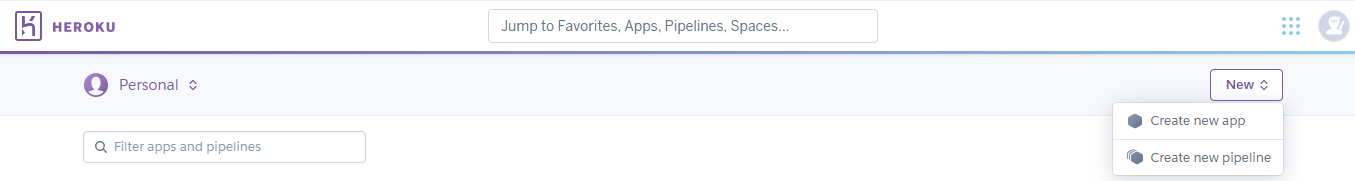 HEROKU
Jump to Favorites, Apps, Pipelines, Spaces...
Personal
New
Create new app
Filter apps and pipelines
Create new pipeline